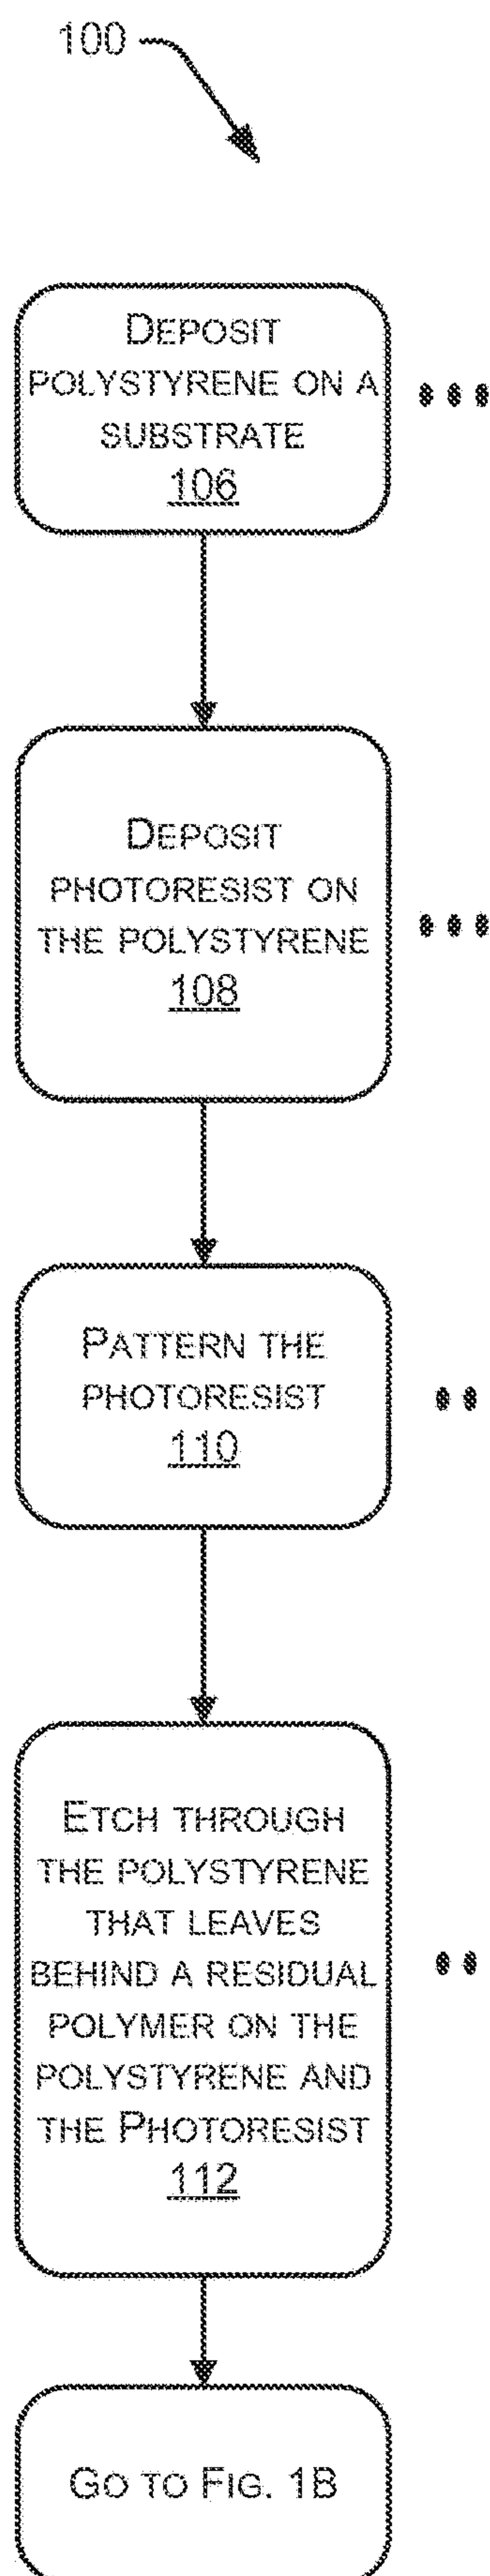 100
DEPOSIT
POLYSTYRENE ON A
SUBSTRATE
106
DEPOSIT
PHOTORESIST ON
THE POLYSTYRENE
108
PATTERN THE
PHOTORESIST
110
ETCH THROUGH
THE POLYSTYRENE
THAT LEAVES
BEHIND A RESIDUAL
POLYMER ON THE
POLYSTYRENE AND
THE PHOTORESIST
112
GO TO FIG. 1B